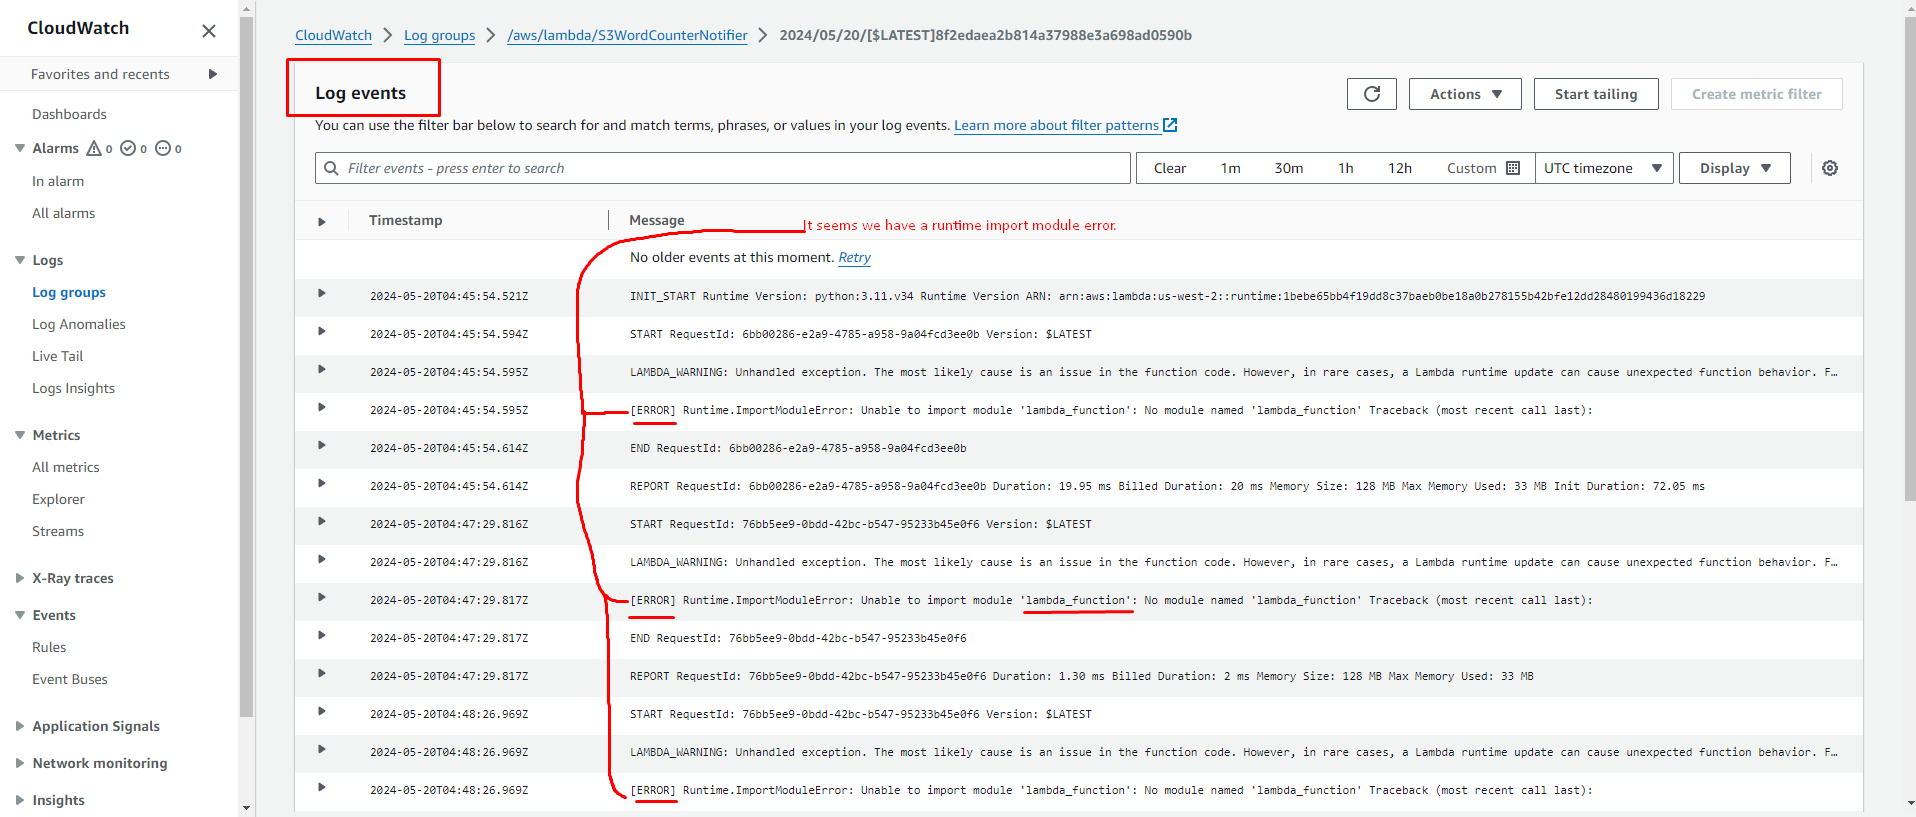 CloudWatch
Favorites and recents
Dashboards
Alarms 0 0 0
In alarm
All alarms
Logs
Log groups
Log Anomalies
Live Tail
Logs Insights
Metrics
All metrics
Explorer
Streams
X-Ray traces
Events
Rules
Event Buses
Application Signals
Network monitoring
Insights
CloudWatch > Log groups > /aws/lambda/S3WordCounterNotifier > 2024/05/20/[$LATEST]8f2edaea2b814a37988e3a698ad0590b
Log events
Actions
Start tailing
Create metric filter
You can use the filter bar below to search for and match terms, phrases, or values in your log events. Learn more about filter patterns
Filter events - press enter to search
Clear 1m 30m 1h 12h Custom UTC timezone Display
Timestamp Message
It seems we have a runtime import module error.
No older events at this moment. Retry
2024-05-20T04:45:54.521Z INIT_START Runtime Version: python:3.11.v34 Runtime Version ARN: arn:aws:lambda:us-west-2::runtime:1bebe65bb4f19dd8c37baeb0be18a0b278155b42bfe12dd28480199436d18229
2024-05-20T04:45:54.594Z START RequestId: 6bb00286-e2a9-4785-a958-9a04fcd3ee0b Version: $LATEST
2024-05-20T04:45:54.595Z LAMBDA_WARNING: Unhandled exception. The most likely cause is an issue in the function code. However, in rare cases, a Lambda runtime update can cause unexpected function behavior. F…
2024-05-20T04:45:54.595Z [ERROR] Runtime.ImportModuleError: Unable to import module 'lambda_function': No module named 'lambda_function' Traceback (most recent call last):
2024-05-20T04:45:54.614Z END RequestId: 6bb00286-e2a9-4785-a958-9a04fcd3ee0b
2024-05-20T04:45:54.614Z REPORT RequestId: 6bb00286-e2a9-4785-a958-9a04fcd3ee0b Duration: 19.95 ms Billed Duration: 20 ms Memory Size: 128 MB Max Memory Used: 33 MB Init Duration: 72.05 ms
2024-05-20T04:47:29.816Z START RequestId: 76bb5ee9-0bdd-42bc-b547-95233b45e0f6 Version: $LATEST
2024-05-20T04:47:29.816Z LAMBDA_WARNING: Unhandled exception. The most likely cause is an issue in the function code. However, in rare cases, a Lambda runtime update can cause unexpected function behavior. F…
2024-05-20T04:47:29.817Z [ERROR] Runtime.ImportModuleError: Unable to import module 'lambda_function': No module named 'lambda_function' Traceback (most recent call last):
2024-05-20T04:47:29.817Z END RequestId: 76bb5ee9-0bdd-42bc-b547-95233b45e0f6
2024-05-20T04:47:29.817Z REPORT RequestId: 76bb5ee9-0bdd-42bc-b547-95233b45e0f6 Duration: 1.30 ms Billed Duration: 2 ms Memory Size: 128 MB Max Memory Used: 33 MB
2024-05-20T04:48:26.969Z START RequestId: 76bb5ee9-0bdd-42bc-b547-95233b45e0f6 Version: $LATEST
2024-05-20T04:48:26.969Z LAMBDA_WARNING: Unhandled exception. The most likely cause is an issue in the function code. However, in rare cases, a Lambda runtime update can cause unexpected function behavior. F…
2024-05-20T04:48:26.969Z [ERROR] Runtime.ImportModuleError: Unable to import module 'lambda_function': No module named 'lambda_function' Traceback (most recent call last):